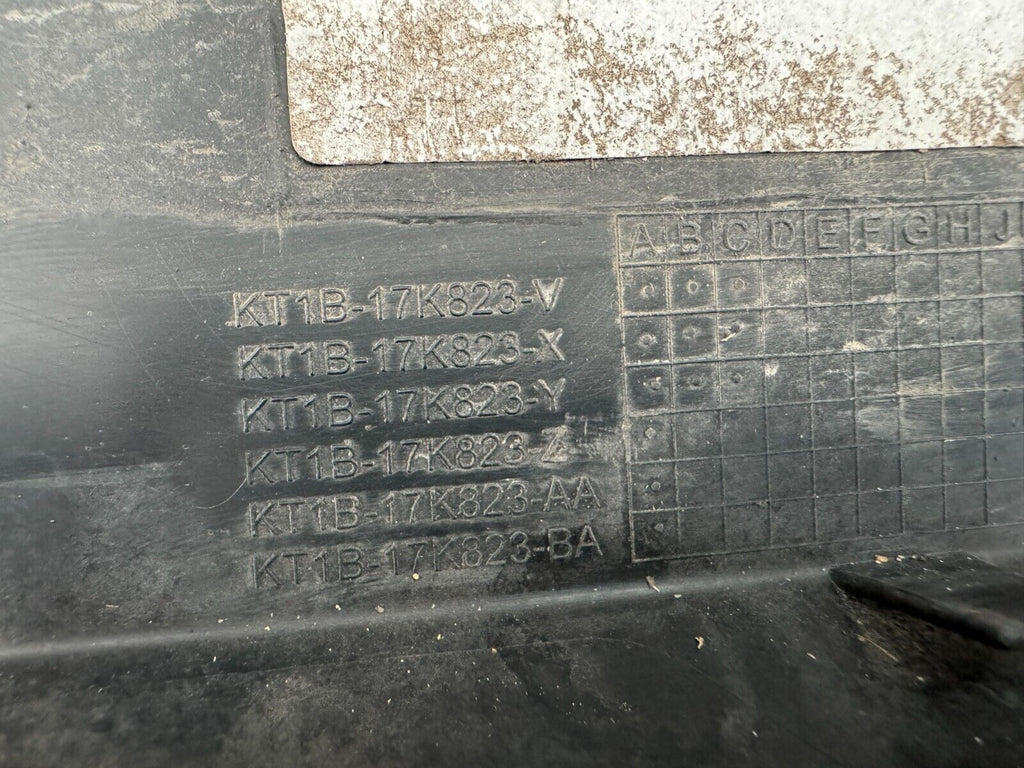 KT1B-17K823-V
KT1B-17K823-X
KT1B-17K823-Y
KT1B-17K823-Z
KT1B-17K823-AA
KT1B-17K823-BA
A B C D E F G H J